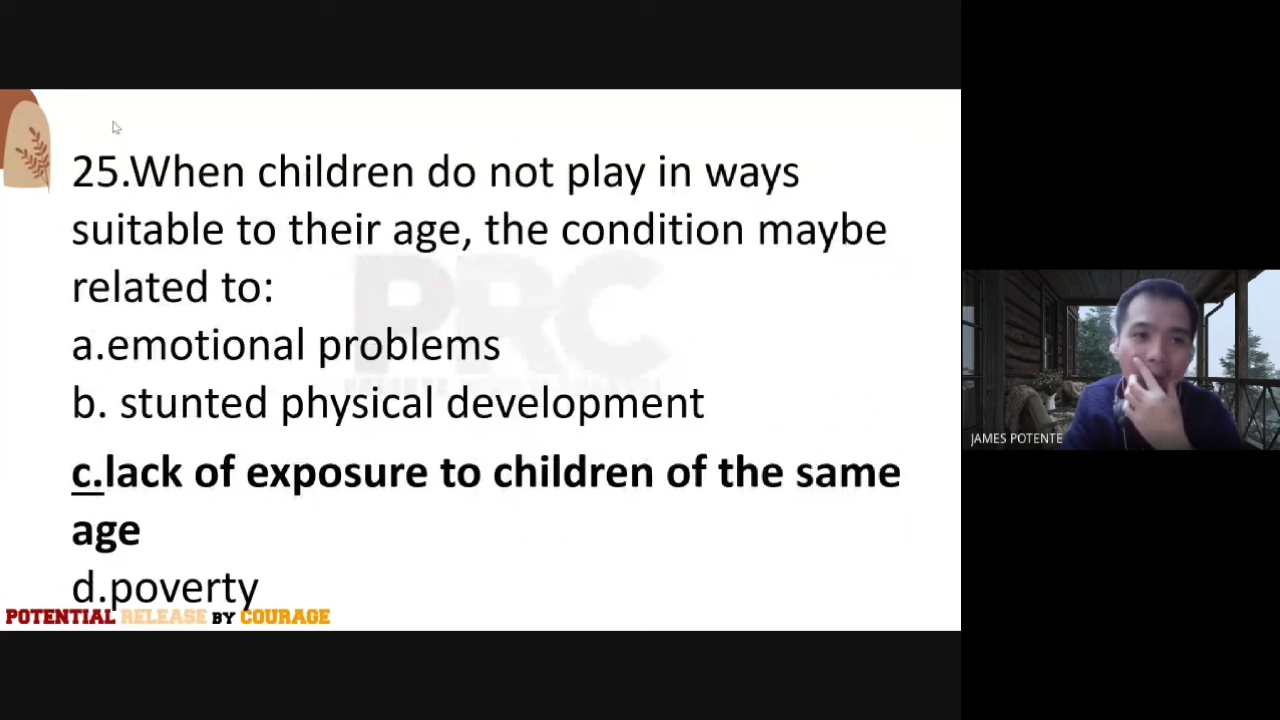 25.When children do not play in ways
suitable to their age, the condition maybe
related to:
a.emotional problems
b. stunted physical development
c.lack of exposure to children of the same
age
d.poverty
POTENTIAL RELEASE BY COURAGE
PRC
JAMES POTENTE